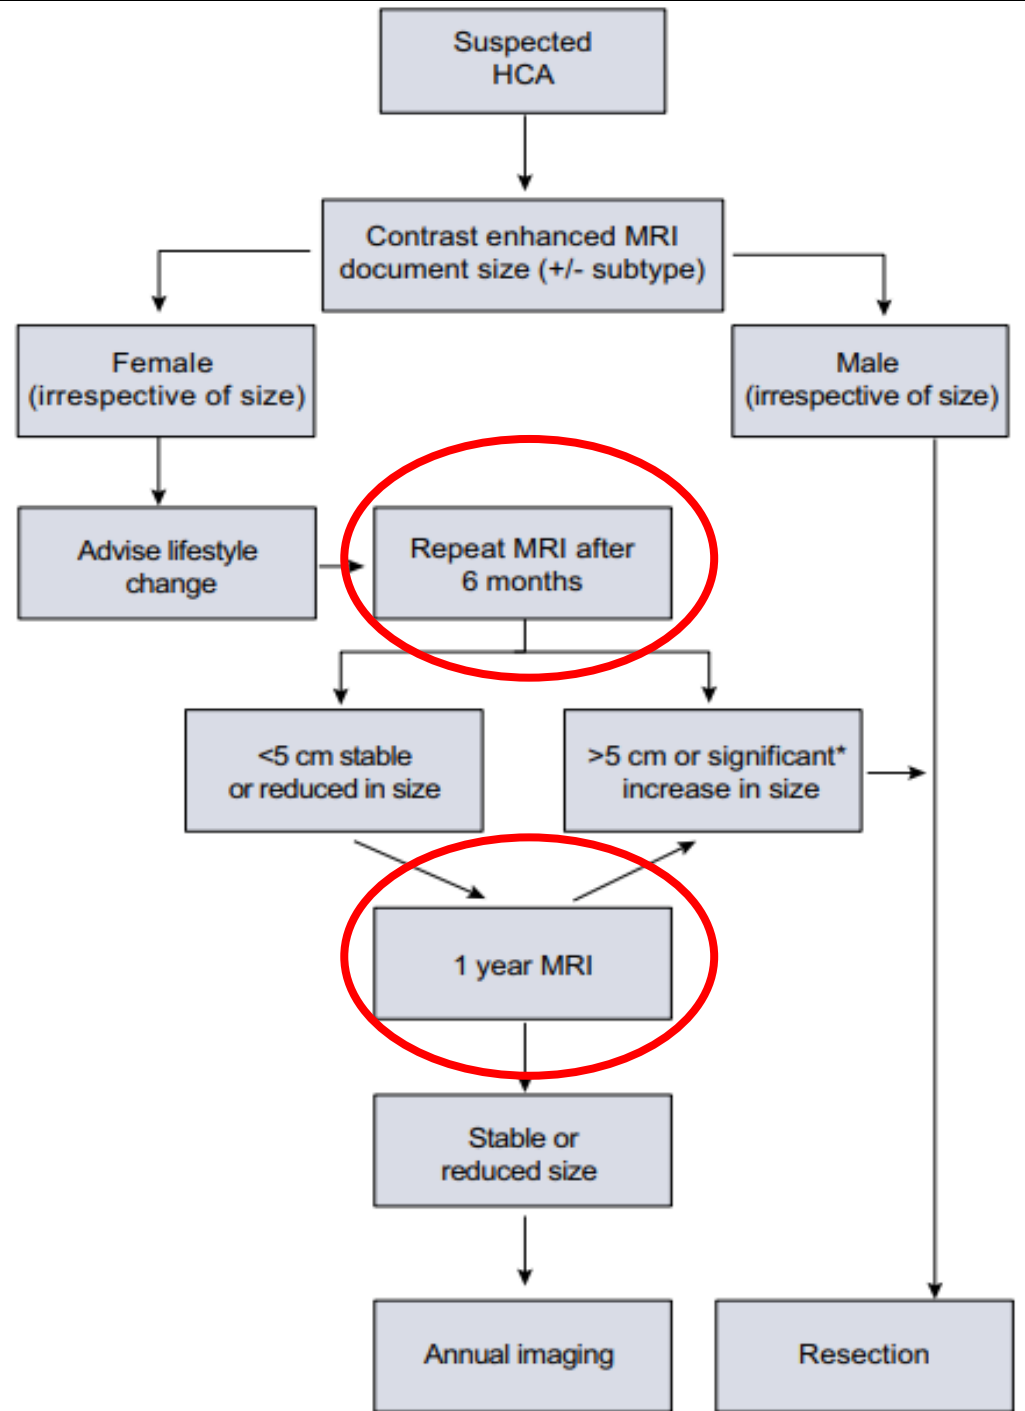 Suspected
HCA
Contrast enhanced MRI
document size (+/- subtype)
Female
(irrespective of size)
Male
(irrespective of size)
Advise lifestyle
change
Repeat MRI after
6 months
<5 cm stable
or reduced in size
>5 cm or significant*
increase in size
1 year MRI
Stable or
reduced size
Annual imaging
Resection